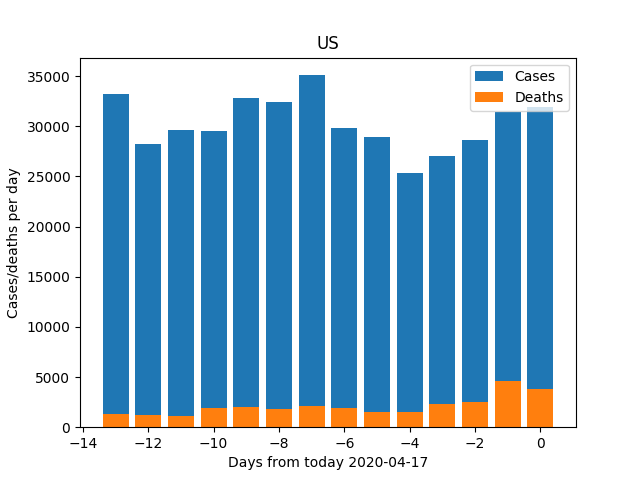 US
Cases
Deaths
35000
30000
25000
20000
15000
10000
5000
0
Cases/deaths per day
−14 −12 −10 −8 −6 −4 −2 0
Days from today 2020-04-17